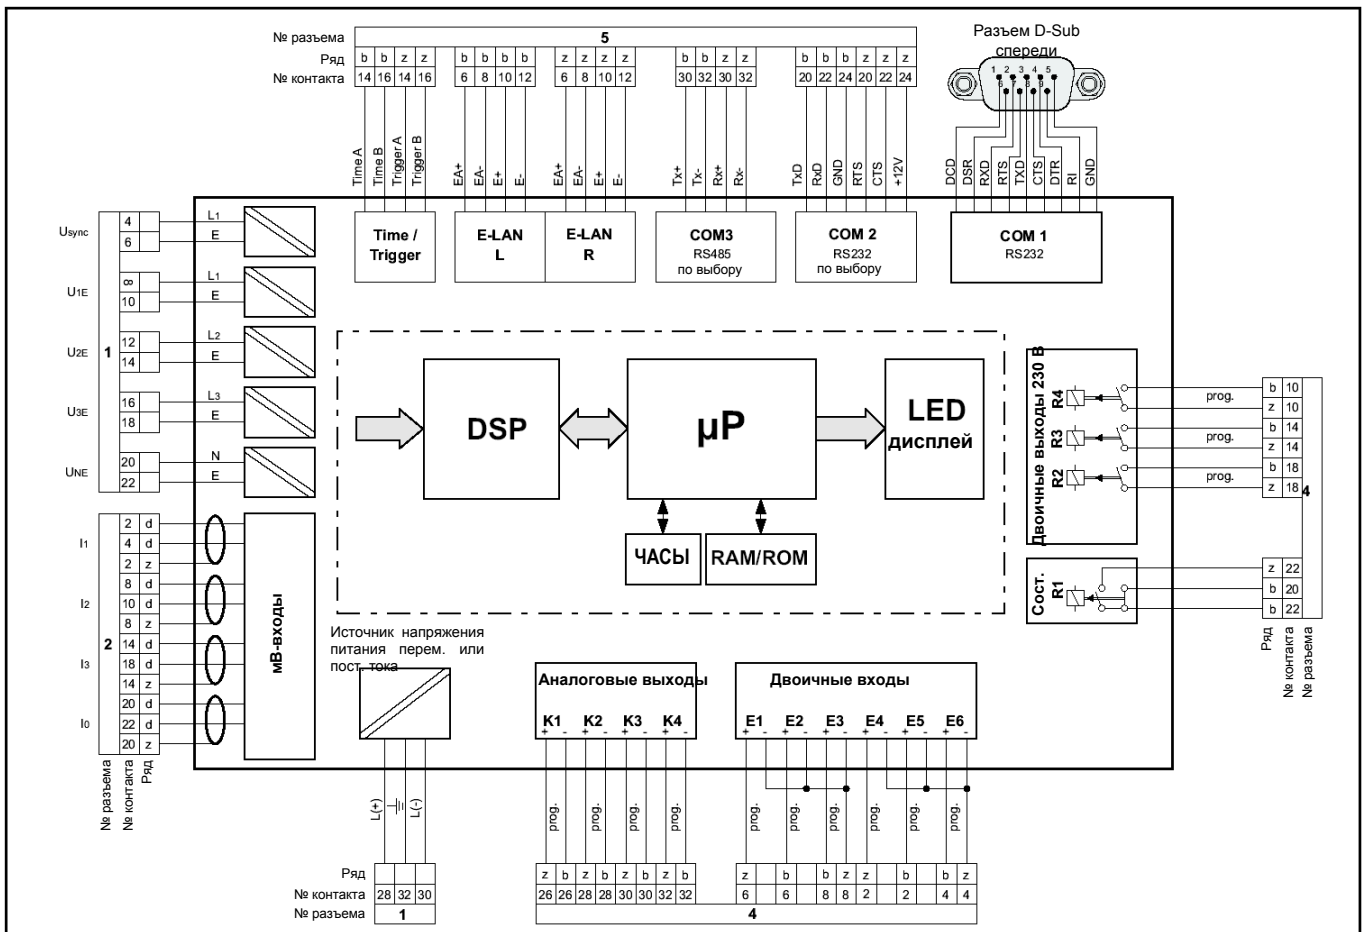 № разъема 5
Ряд b b z z b b b b z z z z b b z z b b b z z z
№ контакта 14 16 14 16 6 8 10 12 6 8 10 12 30 32 30 32 20 22 24 20 22 24
Разъем D-Sub
спереди
1 2 3 4 5
6 7 8 9
Time A
Time B
Trigger A
Trigger B
EA+
EA-
E+
E-
EA+
EA-
E+
E-
Tx+
Tx-
Rx+
Rx-
TxD
RxD
GND
RTS
CTS
+12V
DCD
DSR
RXD
RTS
TXD
CTS
DTR
RI
GND
Time /
Trigger
E-LAN
L
E-LAN
R
COM3
RS485
по выбору
COM 2
RS232
по выбору
COM 1
RS232
Usync 4 L1
6 E
U1E 8 L1
10 E
U2E 1 12 L2
14 E
U3E 16 L3
18 E
UNE 20 N
22 E
DSP
µP
LED
дисплей
ЧАСЫ
RAM/ROM
Двоичные выходы 230 В
R4
R3
R2
prog.
prog.
prog.
b 10
z 10
b 14
z 14
b 18
z 18
4
Сост.
R1
z 22
b 20
b 22
Ряд
№ контакта
№ разъема
I1
2 d
4 d
2 z
I2
8 d
10 d
8 z
2
I3
14 d
18 d
14 z
I0
20 d
22 d
20 z
№ разъема
№ контакта
Ряд
мВ-входы
Источник напряжения
питания перем. или
пост. тока
L(+)
L(-)
Аналоговые выходы
K1 K2 K3 K4
+ - + - + - + -
prog. prog. prog. prog.
Двоичные входы
E1 E2 E3 E4 E5 E6
+ - + - + - + - + - + -
prog. prog. prog. prog. prog. prog.
Ряд z b z b z b z b z b b z z b b z
№ контакта 28 32 30 26 26 28 28 30 30 32 32 6 6 8 8 2 2 4 4
№ разъема 1 4